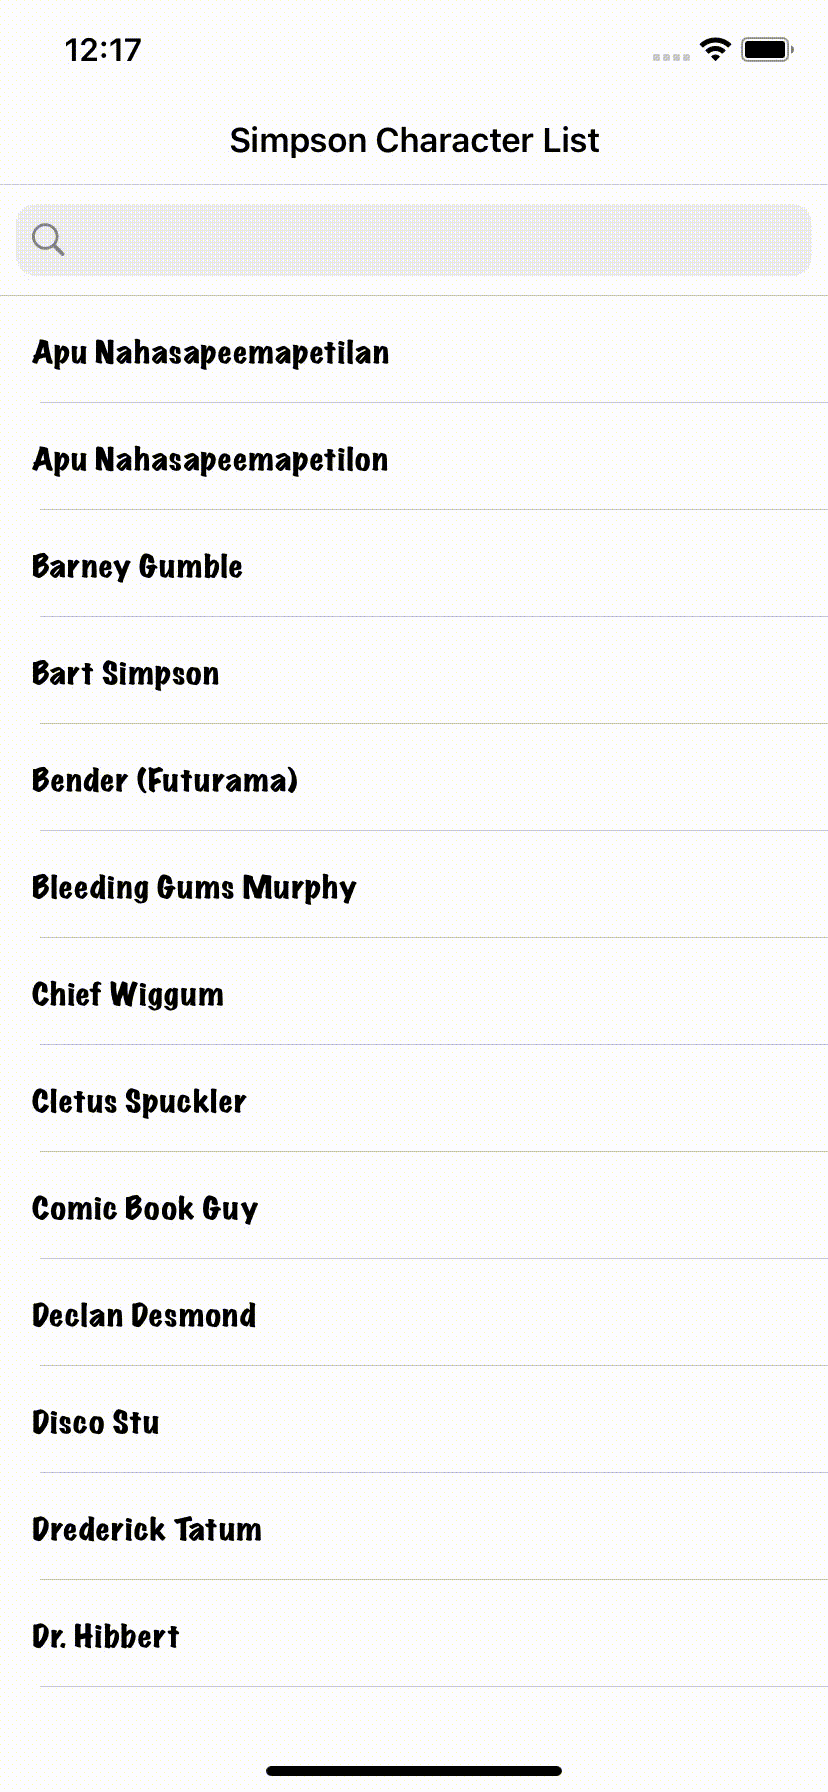 12:17
Simpson Character List
Apu Nahasapeemapetilan
Apu Nahasapeemapetilon
Barney Gumble
Bart Simpson
Bender (Futurama)
Bleeding Gums Murphy
Chief Wiggum
Cletus Spuckler
Comic Book Guy
Declan Desmond
Disco Stu
Drederick Tatum
Dr. Hibbert